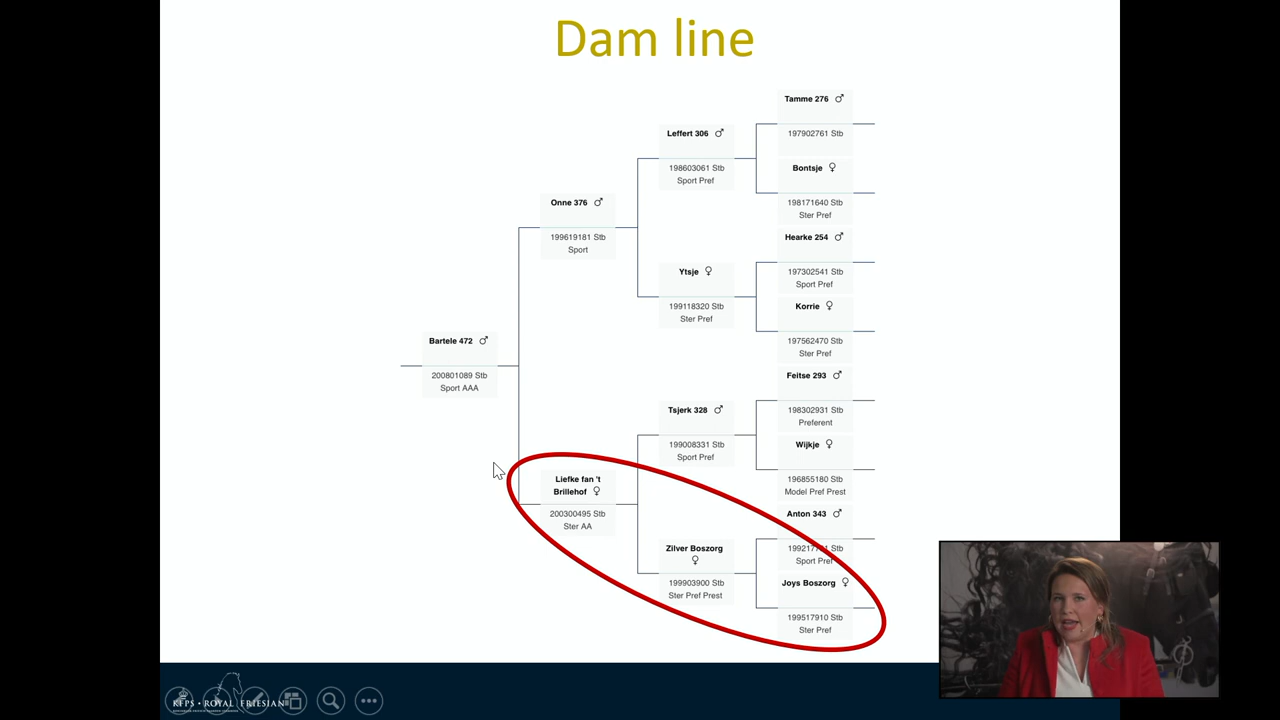 Dam line
Tamme 276 ♂
197902761 Stb
Leffert 306 ♂
198603061 Stb
Sport Pref
Bontsje ♀
198171640 Stb
Ster Pref
Onne 376 ♂
199619181 Stb
Sport
Hearke 254 ♂
197302541 Stb
Sport Pref
Ytsje ♀
199118320 Stb
Ster Pref
Korrie ♀
197562470 Stb
Ster Pref
Bartele 472 ♂
200801089 Stb
Sport AAA
Feitse 293 ♂
198302931 Stb
Preferent
Tsjerk 328 ♂
199008331 Stb
Sport Pref
Wijkje ♀
196855180 Stb
Model Pref Prest
Liefke fan 't
Brillehof ♀
200300495 Stb
Ster AA
Anton 343 ♂
Stb
Sport Pref
Zilver Boszorg
♀
199903900 Stb
Ster Pref Prest
Joys Boszorg ♀
199517910 Stb
Ster Pref
KFPS • ROYAL FRIESIAN